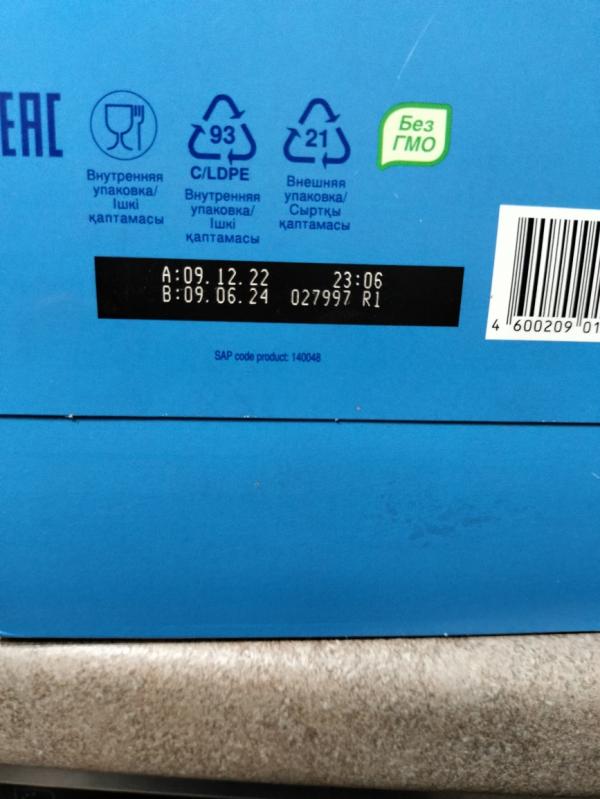 ЕАС
93
C/LDPE
21
Без
ГМО
Внутренняя
упаковка/
Ішкі
қаптамасы
Внутренняя
упаковка/
Ішкі
қаптамасы
Внешняя
упаковка/
Сыртқы
қаптамасы
A:09.12.22 23:06
B:09.06.24 027997 R1
4 600209 01
SAP code product: 140048